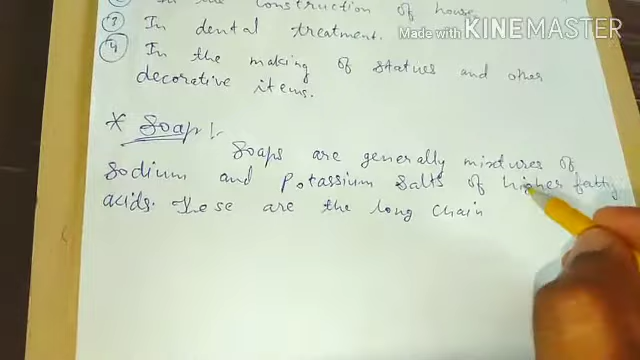 In the construction of house
Made with KINEMASTER
③ In dental treatment.
④ In the making of statues and other
decorative items.
* Soap :-
Soaps are generally mixtures of
Sodium and potassium salts of higher fatty
acids. These are the long chain